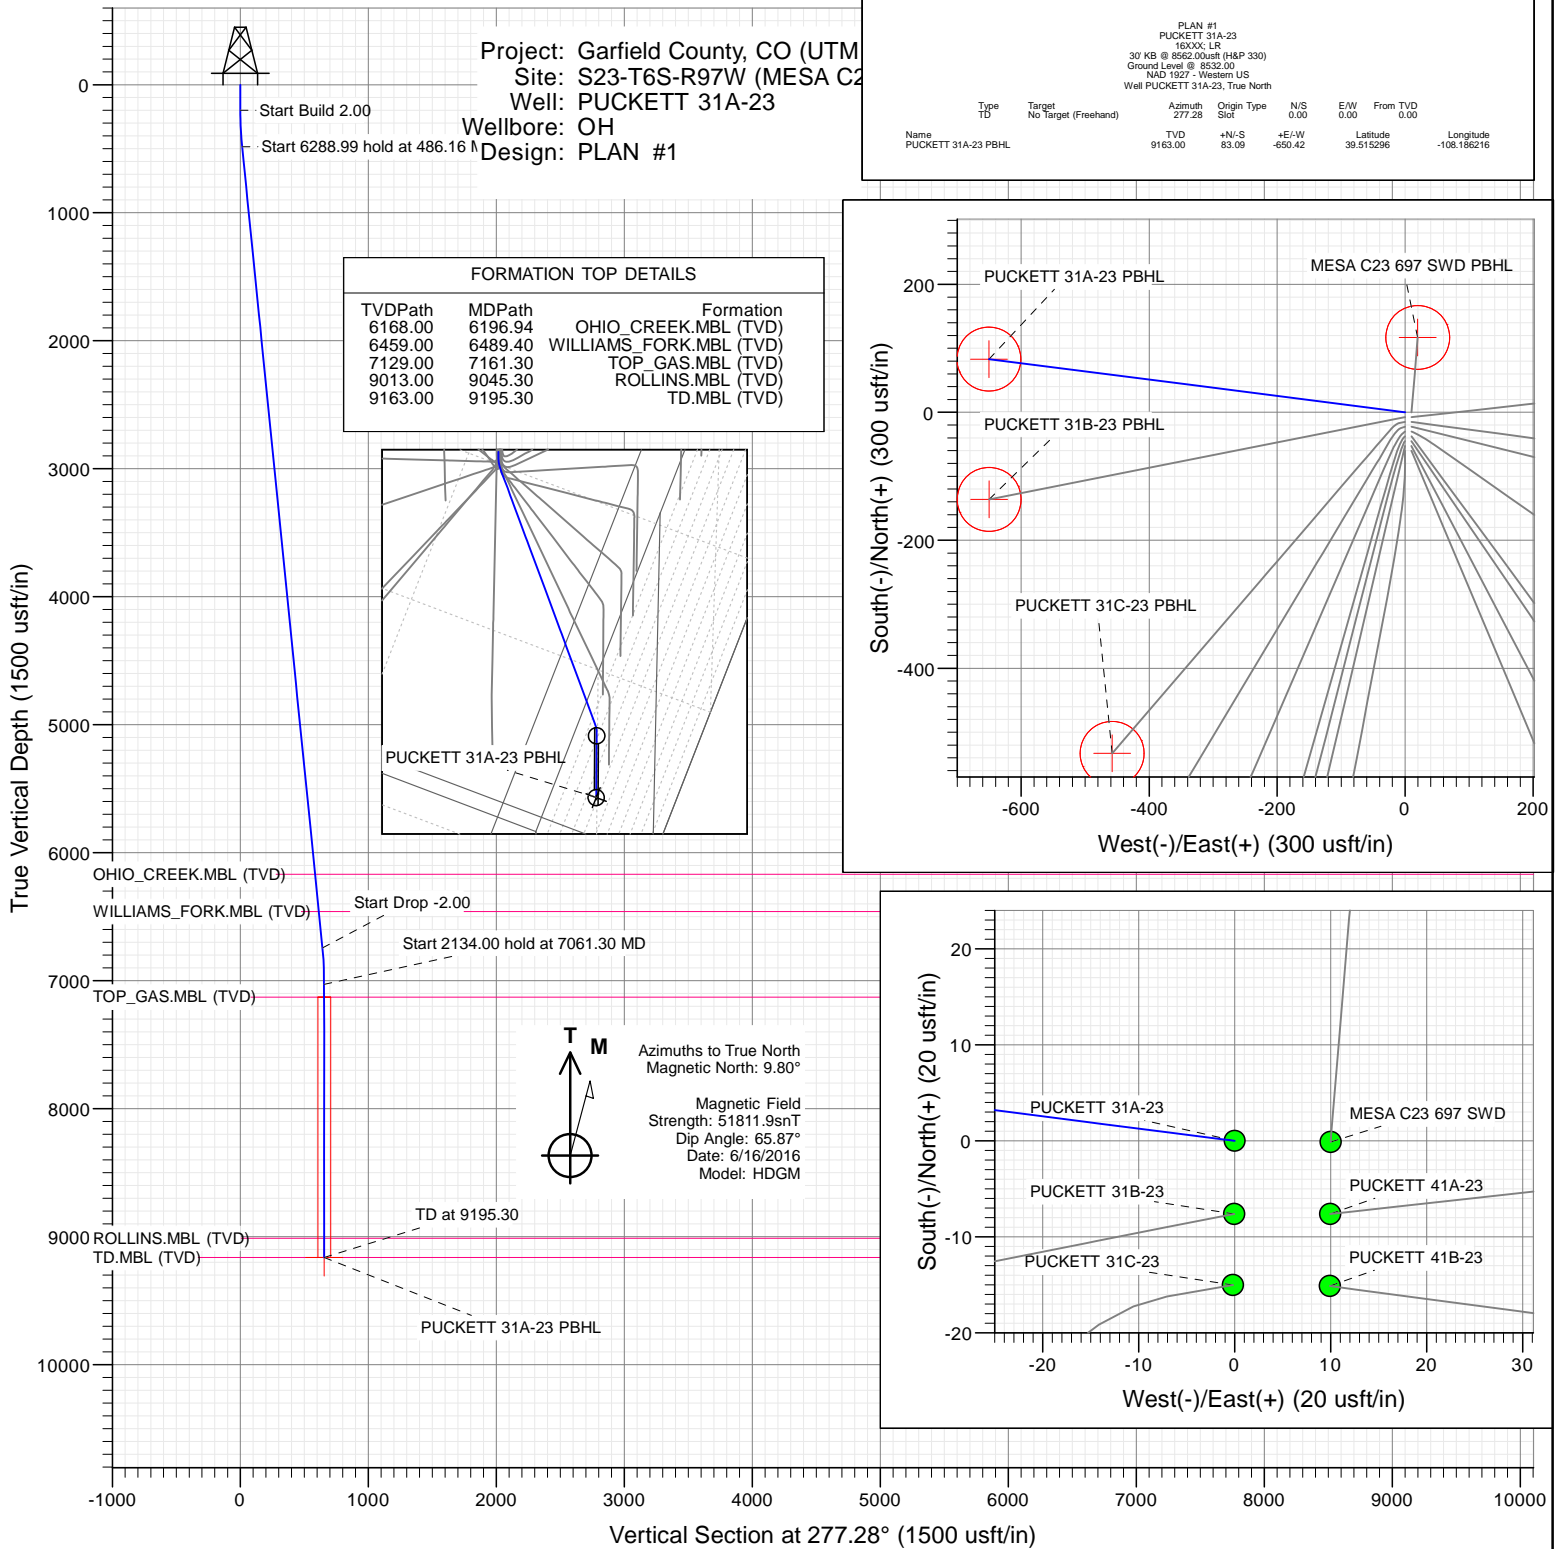 Project: Garfield County, CO (UTM
Site: S23-T6S-R97W (MESA C2
Well: PUCKETT 31A-23
Wellbore: OH
Design: PLAN #1
PLAN #1
PUCKETT 31A-23
16XXX; LR
30' KB @ 8562.00usft (H&P 330)
Ground Level @ 8532.00
NAD 1927 - Western US
Well PUCKETT 31A-23, True North
Type Target Azimuth Origin Type N/S E/W From TVD
TD No Target (Freehand) 277.28 Slot 0.00 0.00 0.00
Name TVD +N/-S +E/-W Latitude Longitude
PUCKETT 31A-23 PBHL 9163.00 83.09 -650.42 39.515296 -108.186216
Start Build 2.00
Start 6288.99 hold at 486.16 M
FORMATION TOP DETAILS
TVDPath MDPath Formation
6168.00 6196.94 OHIO_CREEK.MBL (TVD)
6459.00 6489.40 WILLIAMS_FORK.MBL (TVD)
7129.00 7161.30 TOP_GAS.MBL (TVD)
9013.00 9045.30 ROLLINS.MBL (TVD)
9163.00 9195.30 TD.MBL (TVD)
PUCKETT 31A-23 PBHL
True Vertical Depth (1500 usft/in)
0
1000
2000
3000
4000
5000
6000
7000
8000
9000
10000
OHIO_CREEK.MBL (TVD)
WILLIAMS_FORK.MBL (TVD)
Start Drop -2.00
Start 2134.00 hold at 7061.30 MD
TOP_GAS.MBL (TVD)
T
M
Azimuths to True North
Magnetic North: 9.80°
Magnetic Field
Strength: 51811.9snT
Dip Angle: 65.87°
Date: 6/16/2016
Model: HDGM
TD at 9195.30
ROLLINS.MBL (TVD)
TD.MBL (TVD)
PUCKETT 31A-23 PBHL
-1000 0 1000 2000 3000 4000 5000 6000 7000 8000 9000 10000
Vertical Section at 277.28° (1500 usft/in)
PUCKETT 31A-23 PBHL
MESA C23 697 SWD PBHL
PUCKETT 31B-23 PBHL
PUCKETT 31C-23 PBHL
South(-)/North(+) (300 usft/in)
200
0
-200
-400
-600 -400 -200 0 200
West(-)/East(+) (300 usft/in)
South(-)/North(+) (20 usft/in)
20
10
0
-10
-20
PUCKETT 31A-23
MESA C23 697 SWD
PUCKETT 31B-23
PUCKETT 41A-23
PUCKETT 31C-23
PUCKETT 41B-23
-20 -10 0 10 20 30
West(-)/East(+) (20 usft/in)